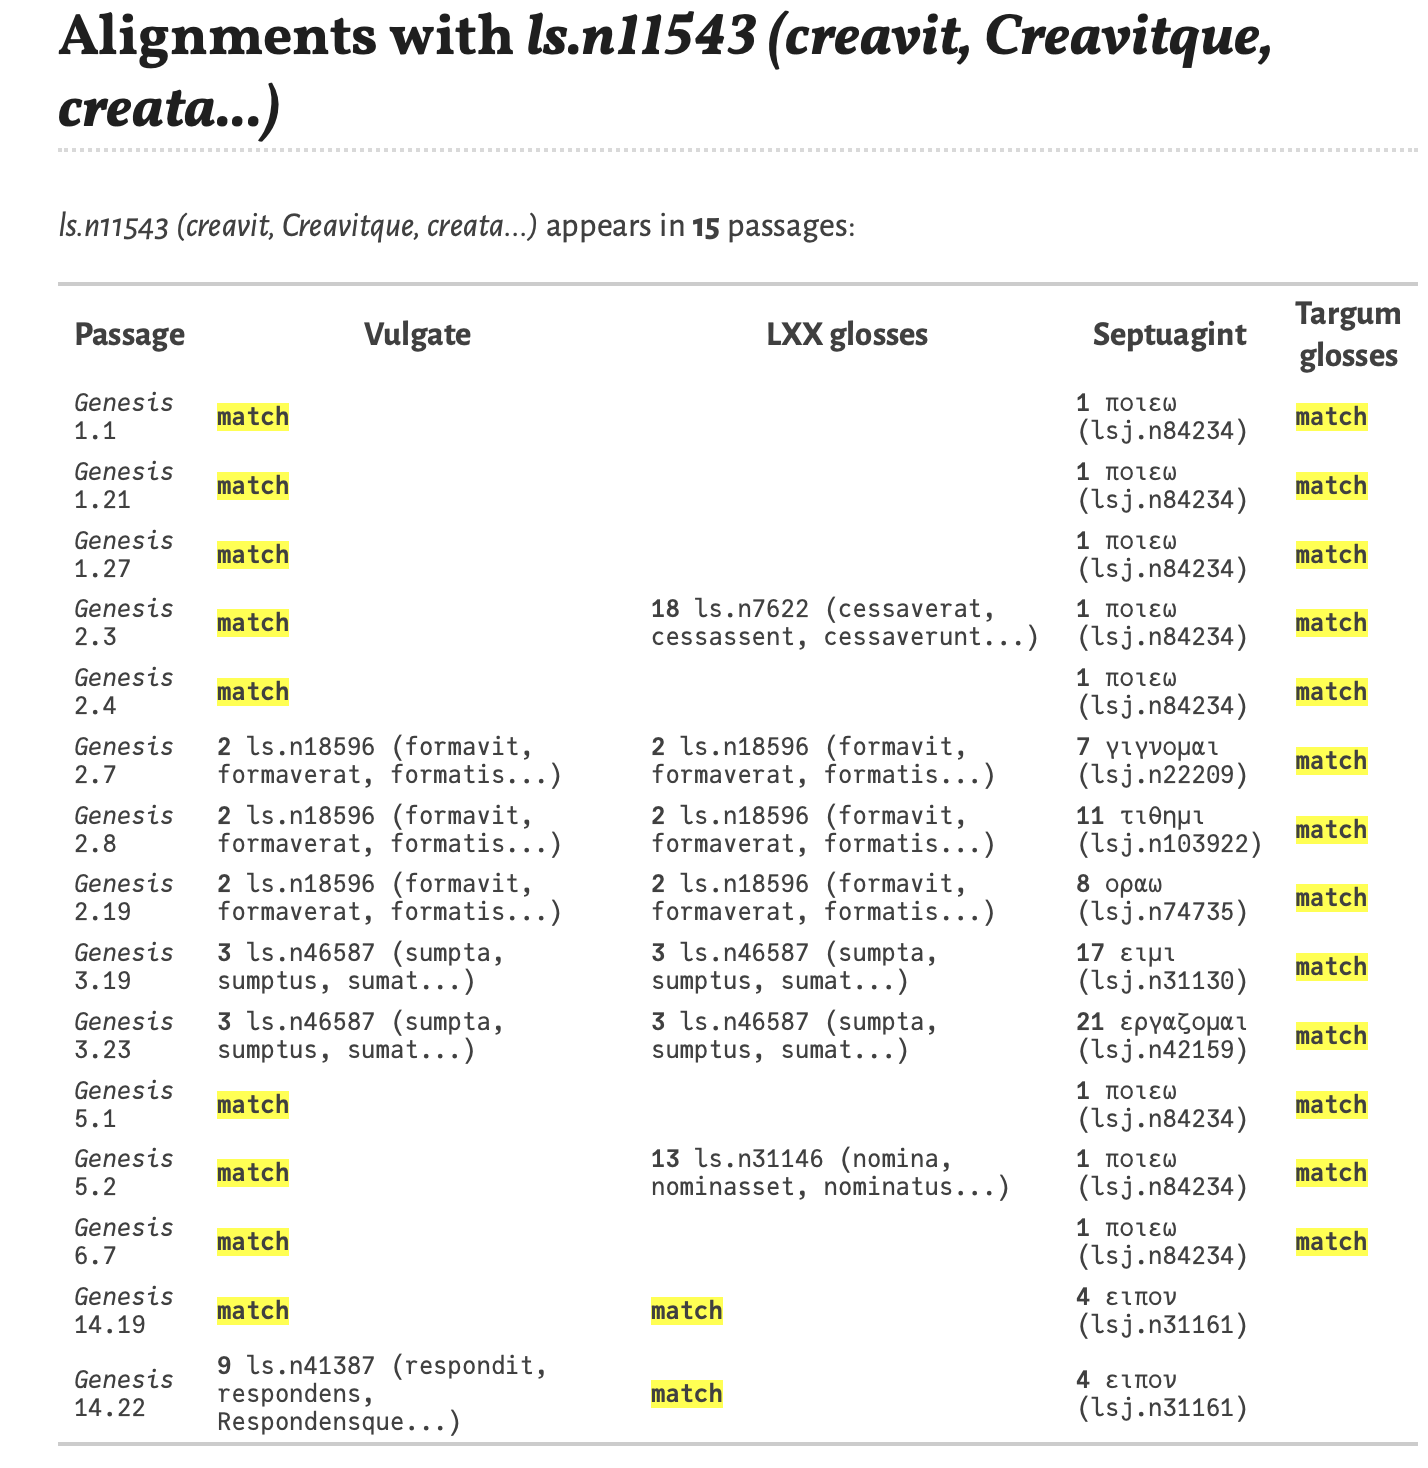 Alignments with ls.n11543 (creavit, Creavitque,
creata...)
ls.n11543 (creavit, Creavitque, creata...) appears in 15 passages:
Passage Vulgate LXX glosses Septuagint Targum glosses
Genesis 1.1 match 1 ποιεω (lsj.n84234) match
Genesis 1.21 match 1 ποιεω (lsj.n84234) match
Genesis 1.27 match 1 ποιεω (lsj.n84234) match
Genesis 2.3 match 18 ls.n7622 (cessaverat, cessassent, cessaverunt...) 1 ποιεω (lsj.n84234) match
Genesis 2.4 match 1 ποιεω (lsj.n84234) match
Genesis 2.7 2 ls.n18596 (formavit, formaverat, formatis...) 2 ls.n18596 (formavit, formaverat, formatis...) 7 γιγνομαι (lsj.n22209) match
Genesis 2.8 2 ls.n18596 (formavit, formaverat, formatis...) 2 ls.n18596 (formavit, formaverat, formatis...) 11 τιθημι (lsj.n103922) match
Genesis 2.19 2 ls.n18596 (formavit, formaverat, formatis...) 2 ls.n18596 (formavit, formaverat, formatis...) 8 οραω (lsj.n74735) match
Genesis 3.19 3 ls.n46587 (sumpta, sumptus, sumat...) 3 ls.n46587 (sumpta, sumptus, sumat...) 17 ειμι (lsj.n31130) match
Genesis 3.23 3 ls.n46587 (sumpta, sumptus, sumat...) 3 ls.n46587 (sumpta, sumptus, sumat...) 21 εργαζομαι (lsj.n42159) match
Genesis 5.1 match 1 ποιεω (lsj.n84234) match
Genesis 5.2 match 13 ls.n31146 (nomina, nominasset, nominatus...) 1 ποιεω (lsj.n84234) match
Genesis 6.7 match 1 ποιεω (lsj.n84234) match
Genesis 14.19 match match 4 ειπον (lsj.n31161)
Genesis 14.22 9 ls.n41387 (respondit, respondens, Respondensque...) match 4 ειπον (lsj.n31161)